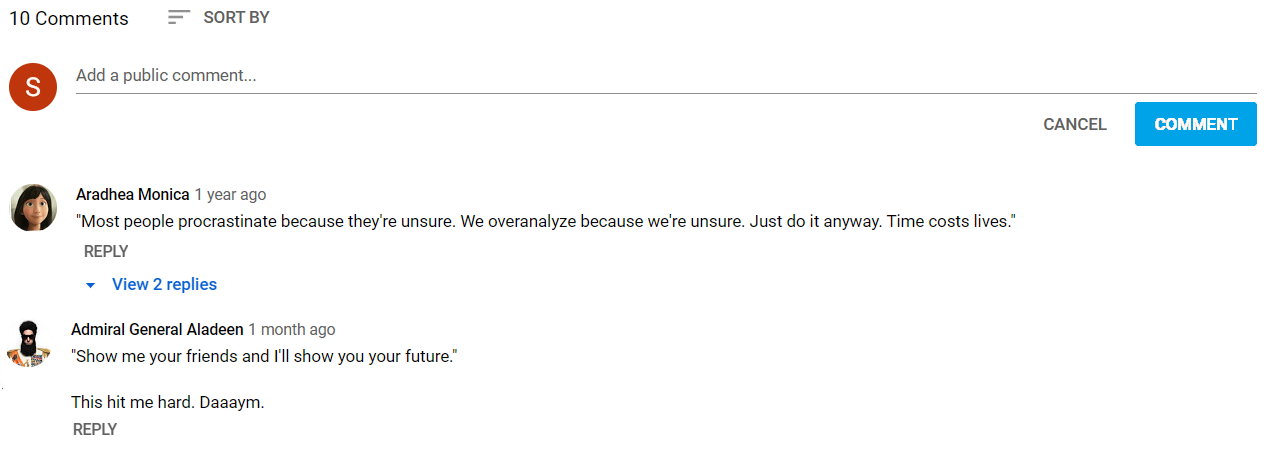 10 Comments SORT BY
S
Add a public comment...
CANCEL COMMENT
Aradhea Monica 1 year ago
"Most people procrastinate because they're unsure. We overanalyze because we're unsure. Just do it anyway. Time costs lives."
REPLY
View 2 replies
Admiral General Aladeen 1 month ago
"Show me your friends and I'll show you your future."
This hit me hard. Daaaym.
REPLY